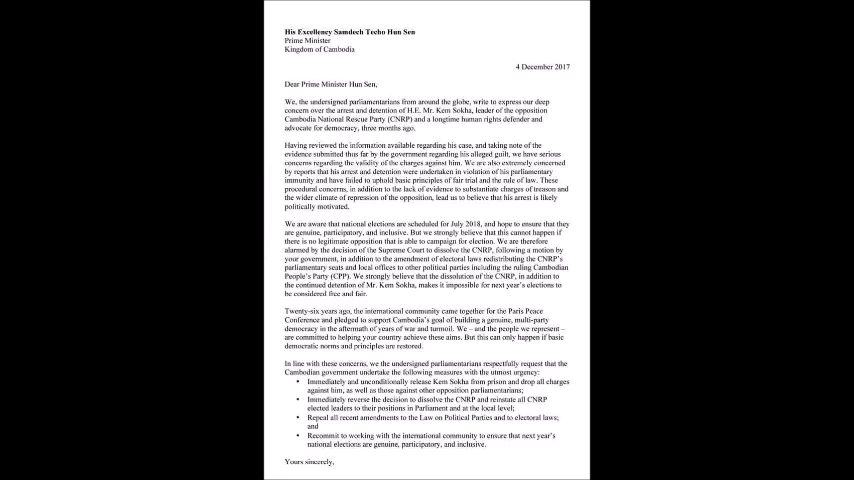 His Excellency Samdech Techo Hun Sen
Prime Minister
Kingdom of Cambodia
4 December 2017
Dear Prime Minister Hun Sen,
We, the undersigned parliamentarians from around the globe, write to express our deep
concern over the arrest and detention of H.E. Mr. Kem Sokha, leader of the opposition
Cambodia National Rescue Party (CNRP) and a longtime human rights defender and
advocate for democracy, three months ago.
Having reviewed the information available regarding his case, and taking note of the
evidence submitted thus far by the government regarding his alleged guilt, we have serious
concerns regarding the validity of the charges against him. We are also extremely concerned
by reports that his arrest and detention were undertaken in violation of his parliamentary
immunity and have failed to uphold basic principles of fair trial and the rule of law. These
procedural concerns, in addition to the lack of evidence to substantiate charges of treason and
the wider climate of repression of the opposition, lead us to believe that his arrest is likely
politically motivated.
We are aware that national elections are scheduled for July 2018, and hope to ensure that they
are genuine, participatory, and inclusive. But we strongly believe that this cannot happen if
there is no legitimate opposition that is able to campaign for election. We are therefore
alarmed by the decision of the Supreme Court to dissolve the CNRP, following a motion by
your government, in addition to the amendment of electoral laws redistributing the CNRP's
parliamentary seats and local offices to other political parties including the ruling Cambodian
People's Party (CPP). We strongly believe that the dissolution of the CNRP, in addition to
the continued detention of Mr. Kem Sokha, makes it impossible for next year's elections to
be considered free and fair.
Twenty-six years ago, the international community came together for the Paris Peace
Conference and pledged to support Cambodia's goal of building a genuine, multi-party
democracy in the aftermath of years of war and turmoil. We – and the people we represent –
are committed to helping your country achieve these aims. But this can only happen if basic
democratic norms and principles are restored.
In line with these concerns, we the undersigned parliamentarians respectfully request that the
Cambodian government undertake the following measures with the utmost urgency:
• Immediately and unconditionally release Kem Sokha from prison and drop all charges
against him, as well as those against other opposition parliamentarians;
• Immediately reverse the decision to dissolve the CNRP and reinstate all CNRP
elected leaders to their positions in Parliament and at the local level;
• Repeal all recent amendments to the Law on Political Parties and to electoral laws;
and
• Recommit to working with the international community to ensure that next year's
national elections are genuine, participatory, and inclusive.
Yours sincerely,